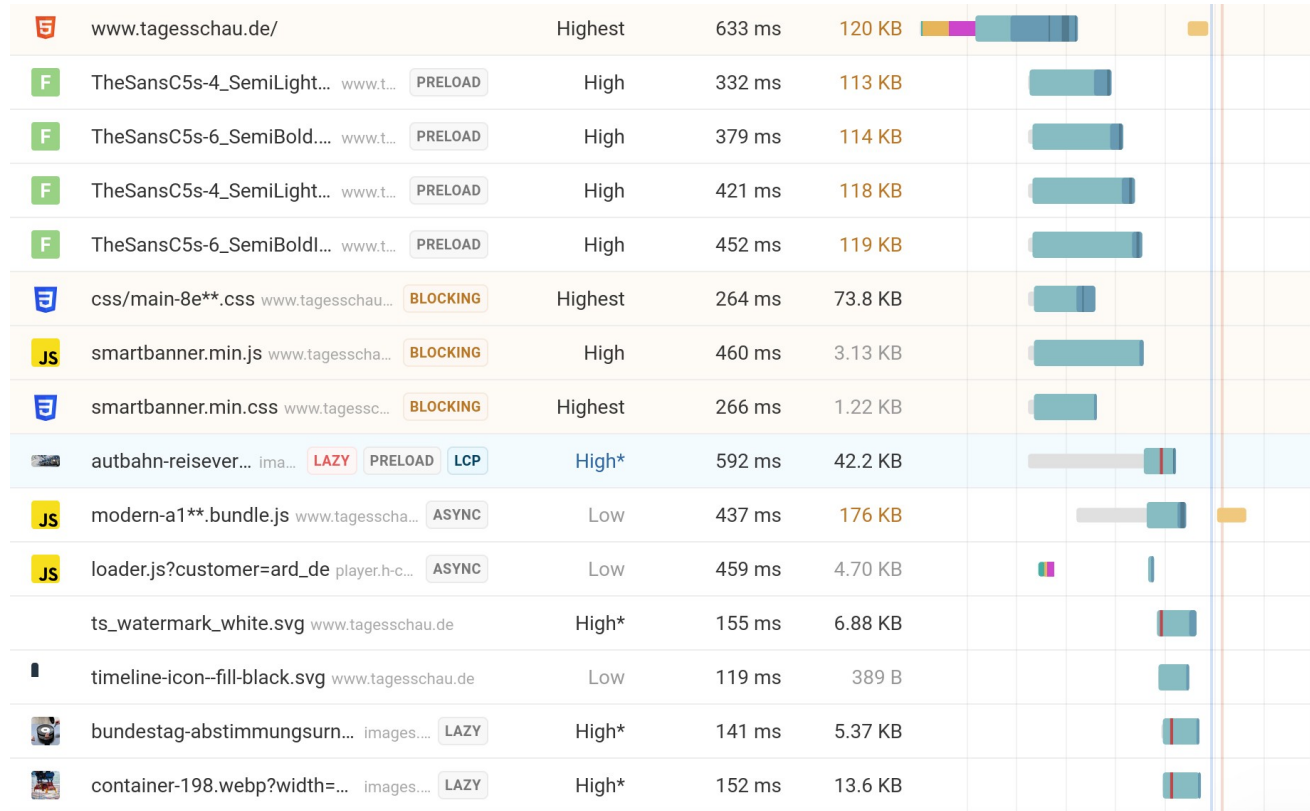 www.tagesschau.de/ Highest 633 ms 120 KB
F TheSansC5s-4_SemiLight... www.t... PRELOAD High 332 ms 113 KB
F TheSansC5s-6_SemiBold.... www.t... PRELOAD High 379 ms 114 KB
F TheSansC5s-4_SemiLight... www.t... PRELOAD High 421 ms 118 KB
F TheSansC5s-6_SemiBoldI... www.t... PRELOAD High 452 ms 119 KB
css/main-8e**.css www.tagesschau... BLOCKING Highest 264 ms 73.8 KB
JS smartbanner.min.js www.tagesscha... BLOCKING High 460 ms 3.13 KB
smartbanner.min.css www.tagessc... BLOCKING Highest 266 ms 1.22 KB
autbahn-reisever... ima... LAZY PRELOAD LCP High* 592 ms 42.2 KB
JS modern-a1**.bundle.js www.tagesscha... ASYNC Low 437 ms 176 KB
JS loader.js?customer=ard_de player.h-c... ASYNC Low 459 ms 4.70 KB
ts_watermark_white.svg www.tagesschau.de High* 155 ms 6.88 KB
timeline-icon--fill-black.svg www.tagesschau.de Low 119 ms 389 B
bundestag-abstimmungsurn... images.... LAZY High* 141 ms 5.37 KB
container-198.webp?width=... images.... LAZY High* 152 ms 13.6 KB